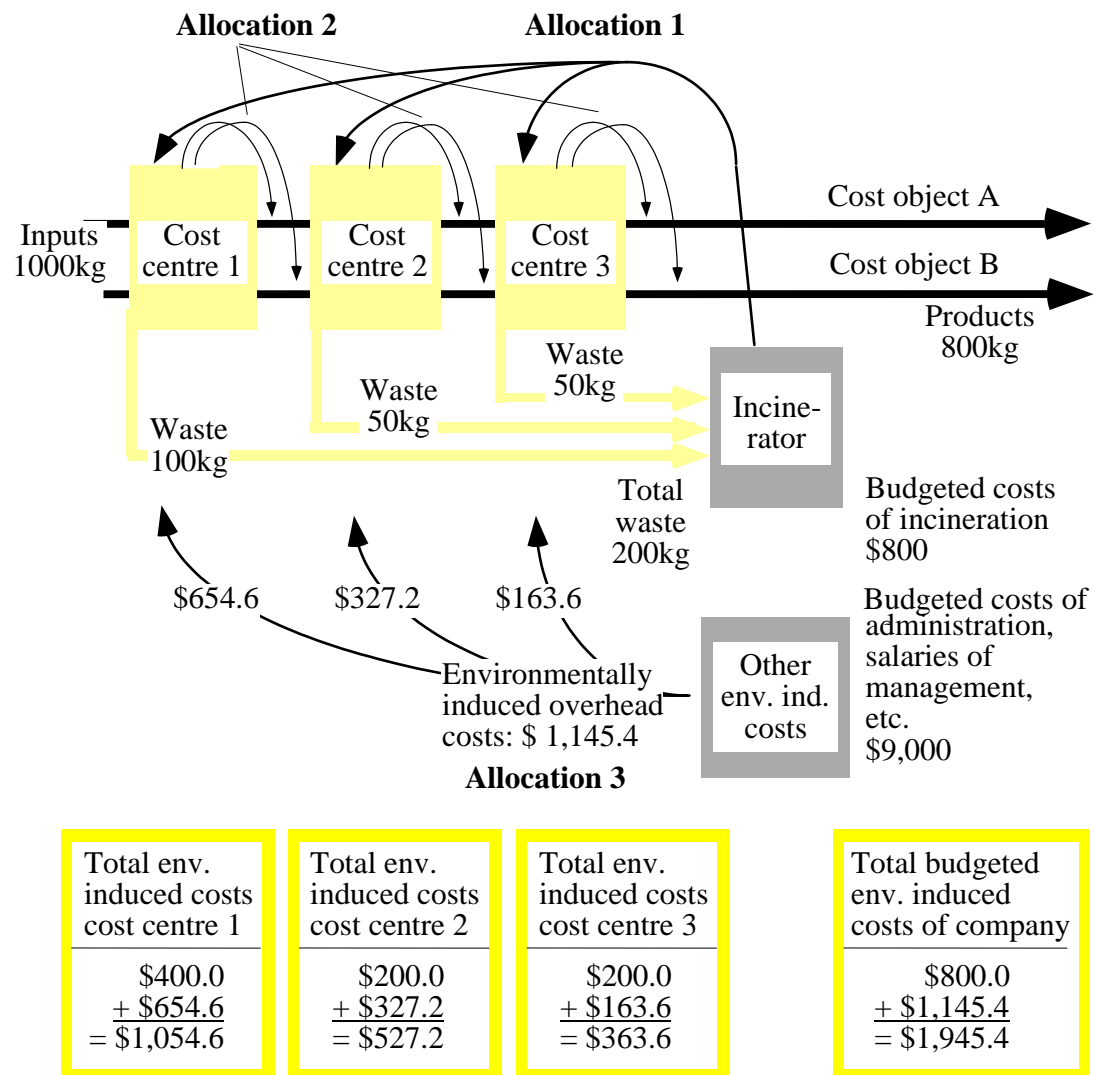 Allocation 2
Allocation 1
Cost object A
Inputs
1000kg
Cost
centre 1
Cost
centre 2
Cost
centre 3
Cost object B
Products
800kg
Waste
50kg
Waste
50kg
Waste
100kg
Incine-
rator
Total
waste
200kg
Budgeted costs
of incineration
$800
$654.6
$327.2
$163.6
Budgeted costs of
administration,
salaries of
management,
etc.
$9,000
Environmentally
induced overhead
costs: $ 1,145.4
Other
env. ind.
costs
Allocation 3
Total env.
induced costs
cost centre 1
$400.0
+ $654.6
= $1,054.6
Total env.
induced costs
cost centre 2
$200.0
+ $327.2
= $527.2
Total env.
induced costs
cost centre 3
$200.0
+ $163.6
= $363.6
Total budgeted
env. induced
costs of company
$800.0
+ $1,145.4
= $1,945.4